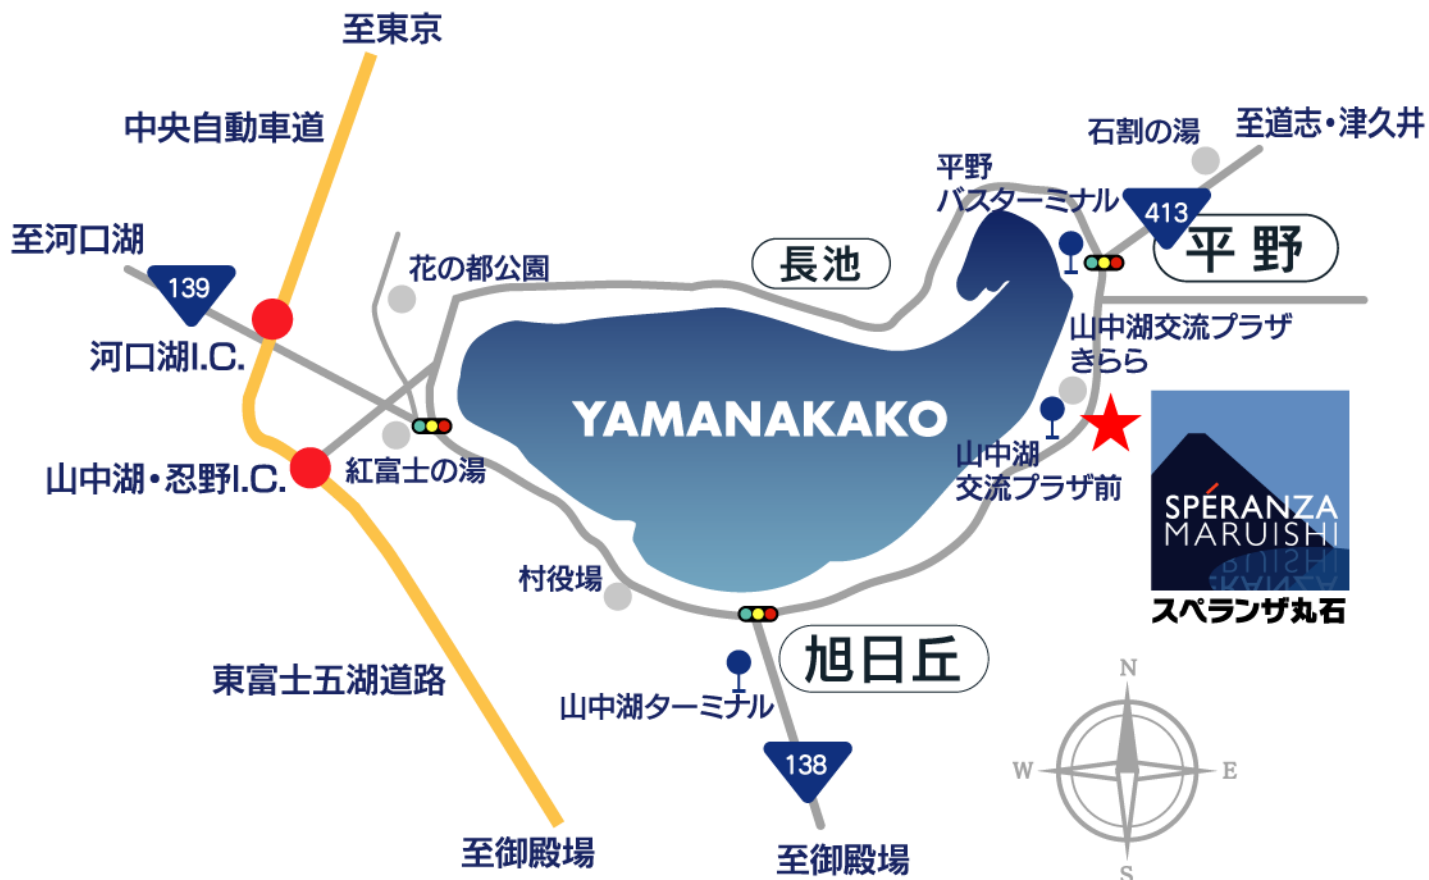 至東京
中央自動車道
石割の湯
至道志・津久井
平野
バスターミナル
413
平野
至河口湖
139
花の都公園
長池
河口湖I.C.
山中湖交流プラザ
きらら
YAMANAKAKO
山中湖
交流プラザ前
山中湖・忍野I.C.
紅富士の湯
SPÉRANZA
MARUISHI
スペランザ丸石
村役場
旭日丘
東富士五湖道路
山中湖ターミナル
138
至御殿場
至御殿場
N
W
E
S